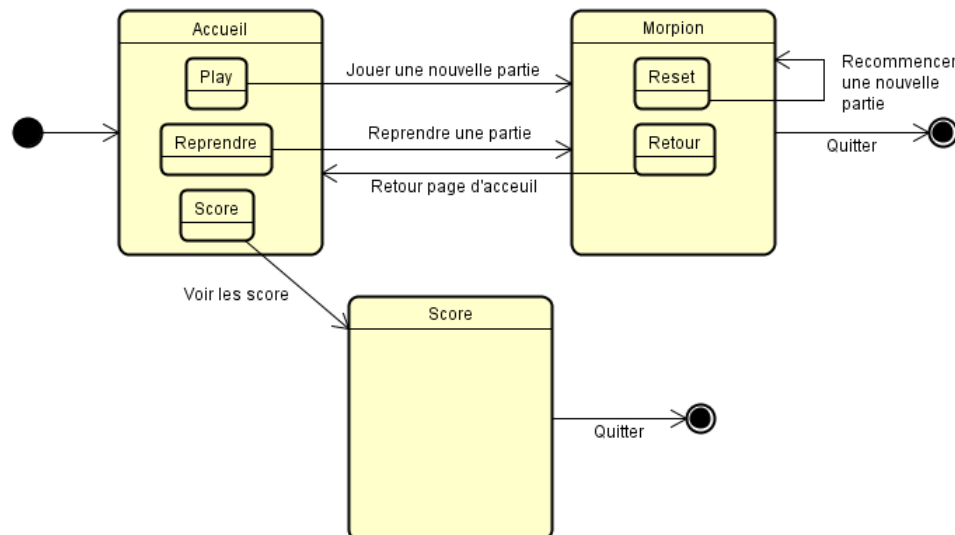 Accueil
Morpion
Play
Jouer une nouvelle partie
Reset
Recommencer
une nouvelle
partie
Reprendre
Reprendre une partie
Retour
Quitter
Retour page d'acceuil
Score
Voir les score
Score
Quitter